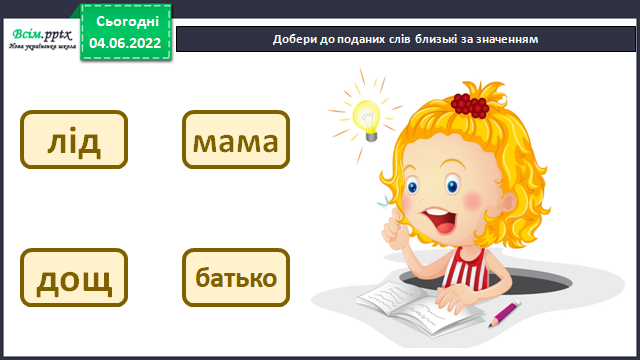 Всім.pptx
Нова українська школа
Сьогодні
04.06.2022
Добери до поданих слів близькі за значенням
лід
мама
дощ
батько